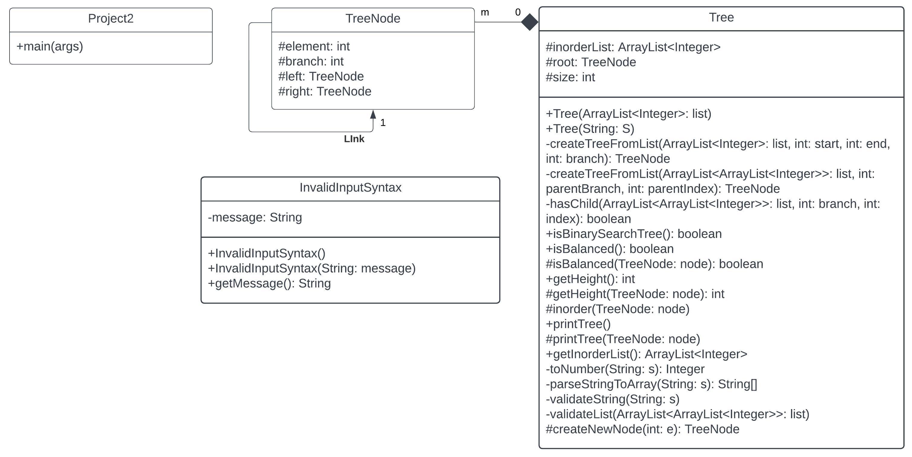 Project2
+main(args)
TreeNode
#element: int
#branch: int
#left: TreeNode
#right: TreeNode
1
LInk
m
0
InvalidInputSyntax
-message: String
+InvalidInputSyntax()
+InvalidInputSyntax(String: message)
+getMessage(): String
Tree
#inorderList: ArrayList<Integer>
#root: TreeNode
#size: int
+Tree(ArrayList<Integer>: list)
+Tree(String: S)
-createTreeFromList(ArrayList<Integer>: list, int: start, int: end,
int: branch): TreeNode
-createTreeFromList(ArrayList<ArrayList<Integer>>: list, int:
parentBranch, int: parentIndex): TreeNode
-hasChild(ArrayList<ArrayList<Integer>>: list, int: branch, int:
index): boolean
+isBinarySearchTree(): boolean
+isBalanced(): boolean
#isBalanced(TreeNode: node): boolean
+getHeight(): int
#getHeight(TreeNode: node): int
#inorder(TreeNode: node)
+printTree()
#printTree(TreeNode: node)
+getInorderList(): ArrayList<Integer>
-toNumber(String: s): Integer
-parseStringToArray(String: s): String[]
-validateString(String: s)
-validateList(ArrayList<ArrayList<Integer>>: list)
#createNewNode(int: e): TreeNode